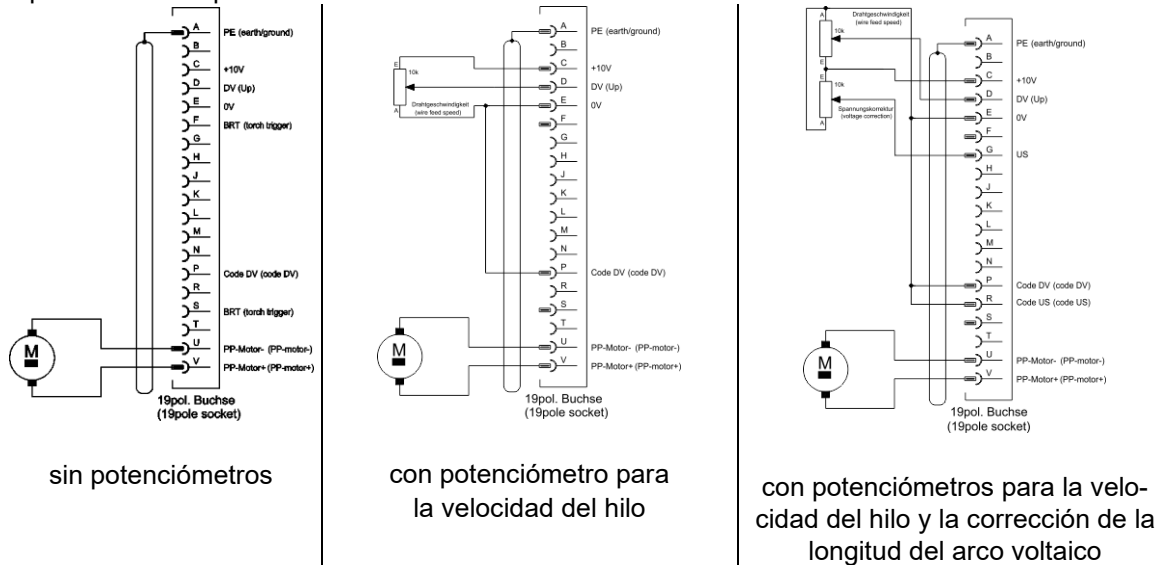 A PE (earth/ground)
B
C +10V
D DV (Up)
E 0V
F BRT (torch trigger)
G
H
J
K
L
M
N
P Code DV (code DV)
R
S BRT (torch trigger)
T
U PP-Motor- (PP-motor-)
V PP-Motor+ (PP-motor+)
M
19pol. Buchse
(19pole socket)
sin potenciómetros
A PE (earth/ground)
B
E
C +10V
10k
D DV (Up)
Drahtgeschwindigkeit
(wire feed speed)
A
E 0V
F
G
H
J
K
L
M
N
P Code DV (code DV)
R
S
T
U PP-Motor- (PP-motor-)
V PP-Motor+ (PP-motor+)
M
19pol. Buchse
(19pole socket)
con potenciómetro para
la velocidad del hilo
A
Drahtgeschwindigkeit
(wire feed speed)
10k
E
A PE (earth/ground)
B
E
C +10V
10k
D DV (Up)
Spannungskorrektur
(voltage correction)
A
E 0V
F
G US
H
J
K
L
M
N
P Code DV (code DV)
R Code US (code US)
S
T
U PP-Motor- (PP-motor-)
V PP-Motor+ (PP-motor+)
M
19pol. Buchse
(19pole socket)
con potenciómetros para la velo-
cidad del hilo y la corrección de la
longitud del arco voltaico